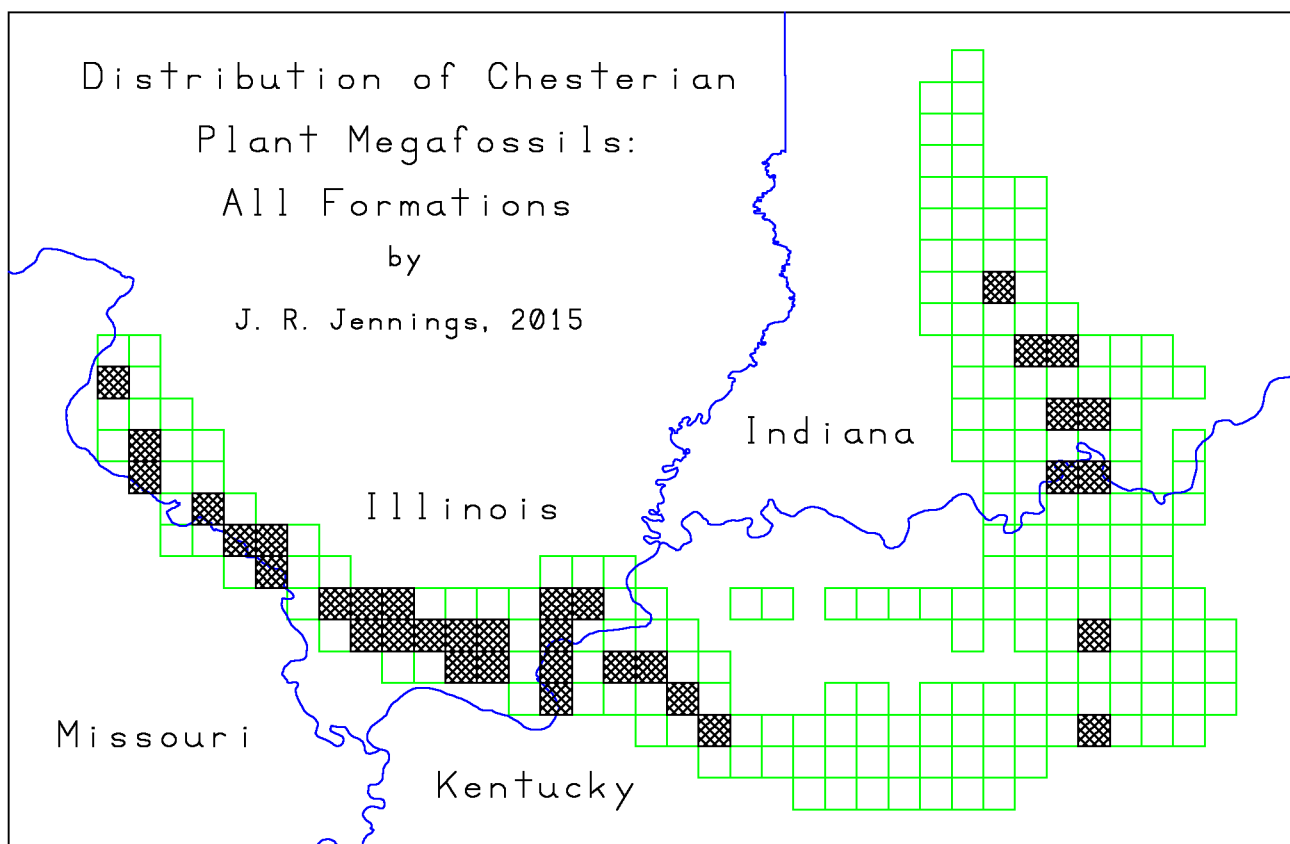 Distribution of Chesterian
Plant Megafossils:
All Formations
by
J. R. Jennings, 2015
Indiana
Illinois
Missouri
Kentucky